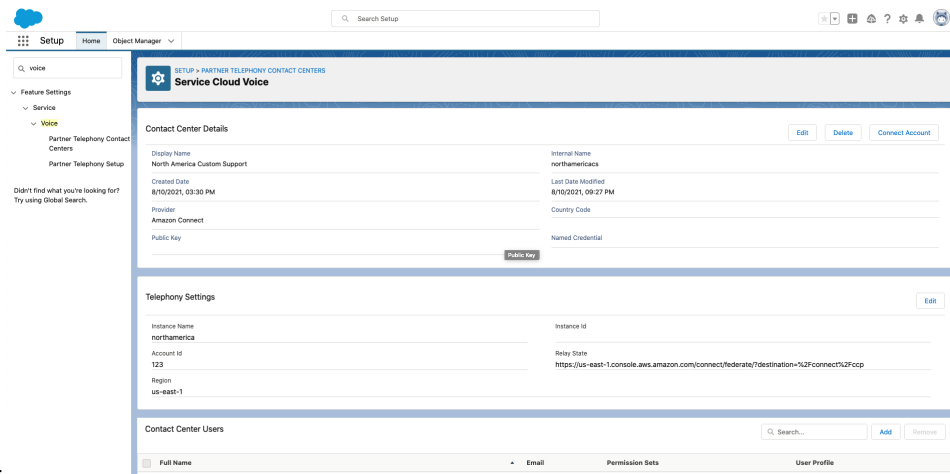 Search Setup
Setup
Home
Object Manager
voice
Feature Settings
Service
Voice
Partner Telephony Contact
Centers
Partner Telephony Setup
Didn't find what you're looking for?
Try using Global Search.
SETUP > PARTNER TELEPHONY CONTACT CENTERS
Service Cloud Voice
Contact Center Details
Edit
Delete
Connect Account
Display Name
North America Custom Support
Internal Name
northamericacs
Created Date
8/10/2021, 03:30 PM
Last Date Modified
8/10/2021, 09:27 PM
Provider
Amazon Connect
Country Code
Public Key
Named Credential
Public Key
Telephony Settings
Edit
Instance Name
northamerica
Instance Id
Account Id
123
Relay State
https://us-east-1.console.aws.amazon.com/connect/federate/?destination=%2Fconnect%2Fccp
Region
us-east-1
Contact Center Users
Search...
Add
Remove
Full Name
Email
Permission Sets
User Profile